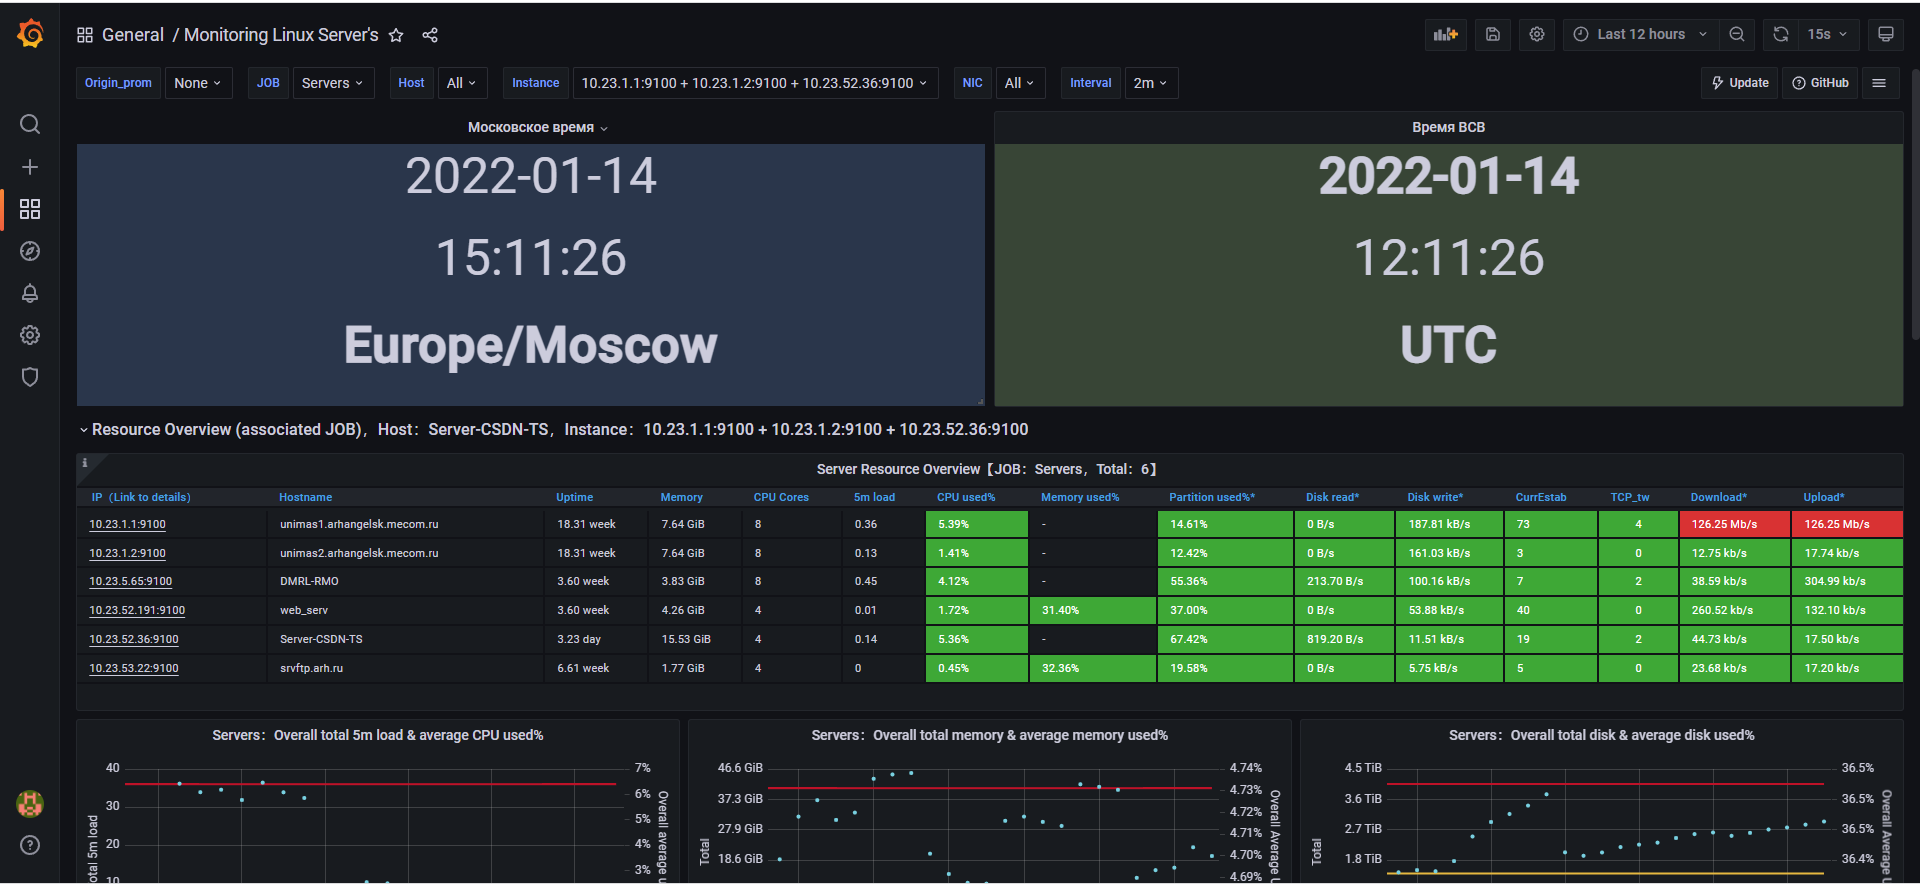 General / Monitoring Linux Server's
Last 12 hours
15s
Origin_prom None JOB Servers Host All Instance 10.23.1.1:9100 + 10.23.1.2:9100 + 10.23.52.36:9100 NIC All Interval 2m Update GitHub
Московское время
2022-01-14
15:11:26
Europe/Moscow
Время ВСВ
2022-01-14
12:11:26
UTC
Resource Overview (associated JOB), Host: Server-CSDN-TS, Instance: 10.23.1.1:9100 + 10.23.1.2:9100 + 10.23.52.36:9100
Server Resource Overview【JOB: Servers, Total: 6】
IP (Link to details) Hostname Uptime Memory CPU Cores 5m load CPU used% Memory used% Partition used%* Disk read* Disk write* CurrEstab TCP_tw Download* Upload*
10.23.1.1:9100 unimas1.arhangelsk.mecom.ru 18.31 week 7.64 GiB 8 0.36 5.39% - 14.61% 0 B/s 187.81 kB/s 73 4 126.25 Mb/s 126.25 Mb/s
10.23.1.2:9100 unimas2.arhangelsk.mecom.ru 18.31 week 7.64 GiB 8 0.13 1.41% - 12.42% 0 B/s 161.03 kB/s 3 0 12.75 kb/s 17.74 kb/s
10.23.5.65:9100 DMRL-RMO 3.60 week 3.83 GiB 8 0.45 4.12% - 55.36% 213.70 B/s 100.16 kB/s 7 2 38.59 kb/s 304.99 kb/s
10.23.52.191:9100 web_serv 3.60 week 4.26 GiB 4 0.01 1.72% 31.40% 37.00% 0 B/s 53.88 kB/s 40 0 260.52 kb/s 132.10 kb/s
10.23.52.36:9100 Server-CSDN-TS 3.23 day 15.53 GiB 4 0.14 5.36% - 67.42% 819.20 B/s 11.51 kB/s 19 2 44.73 kb/s 17.50 kb/s
10.23.53.22:9100 srvftp.arh.ru 6.61 week 1.77 GiB 4 0 0.45% 32.36% 19.58% 0 B/s 5.75 kB/s 5 0 23.68 kb/s 17.20 kb/s
Servers: Overall total 5m load & average CPU used%
40
30
20
10
7%
6%
6%
5%
4%
3%
5m load
Overall average
Servers: Overall total memory & average memory used%
46.6 GiB
37.3 GiB
27.9 GiB
18.6 GiB
4.74%
4.73%
4.72%
4.71%
4.70%
4.69%
Total
Overall Average
Servers: Overall total disk & average disk used%
4.5 TiB
3.6 TiB
2.7 TiB
1.8 TiB
36.5%
36.5%
36.5%
36.4%
Total
Overall Average